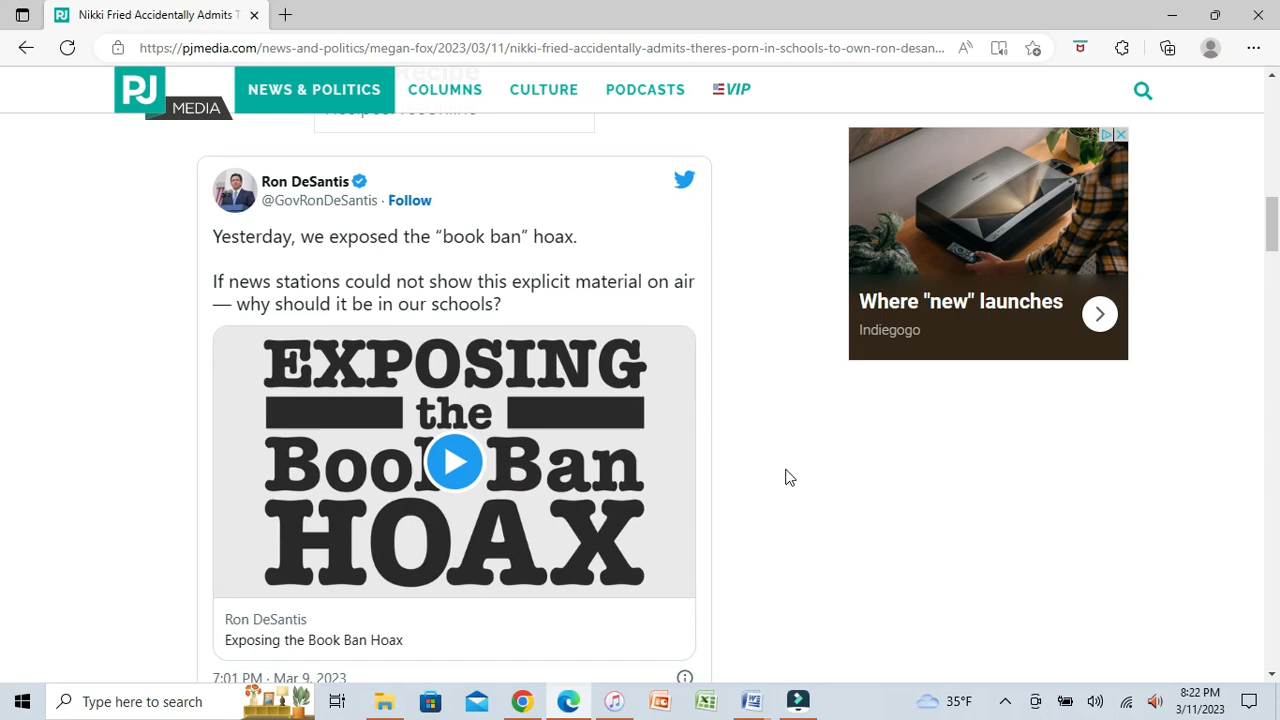 Nikki Fried Accidentally Admits T
https://pjmedia.com/news-and-politics/megan-fox/2023/03/11/nikki-fried-accidentally-admits-theres-porn-in-schools-to-own-ron-desan...
PJ
MEDIA
NEWS & POLITICS
COLUMNS
CULTURE
PODCASTS
VIP
Recipe
Ron DeSantis
@GovRonDeSantis · Follow
Yesterday, we exposed the “book ban” hoax.
If news stations could not show this explicit material on air
— why should it be in our schools?
EXPOSING
the
Book Ban
HOAX
Ron DeSantis
Exposing the Book Ban Hoax
7:01 PM · Mar 9, 2023
Where "new" launches
Indiegogo
Type here to search
35°F
8:22 PM
3/11/2023